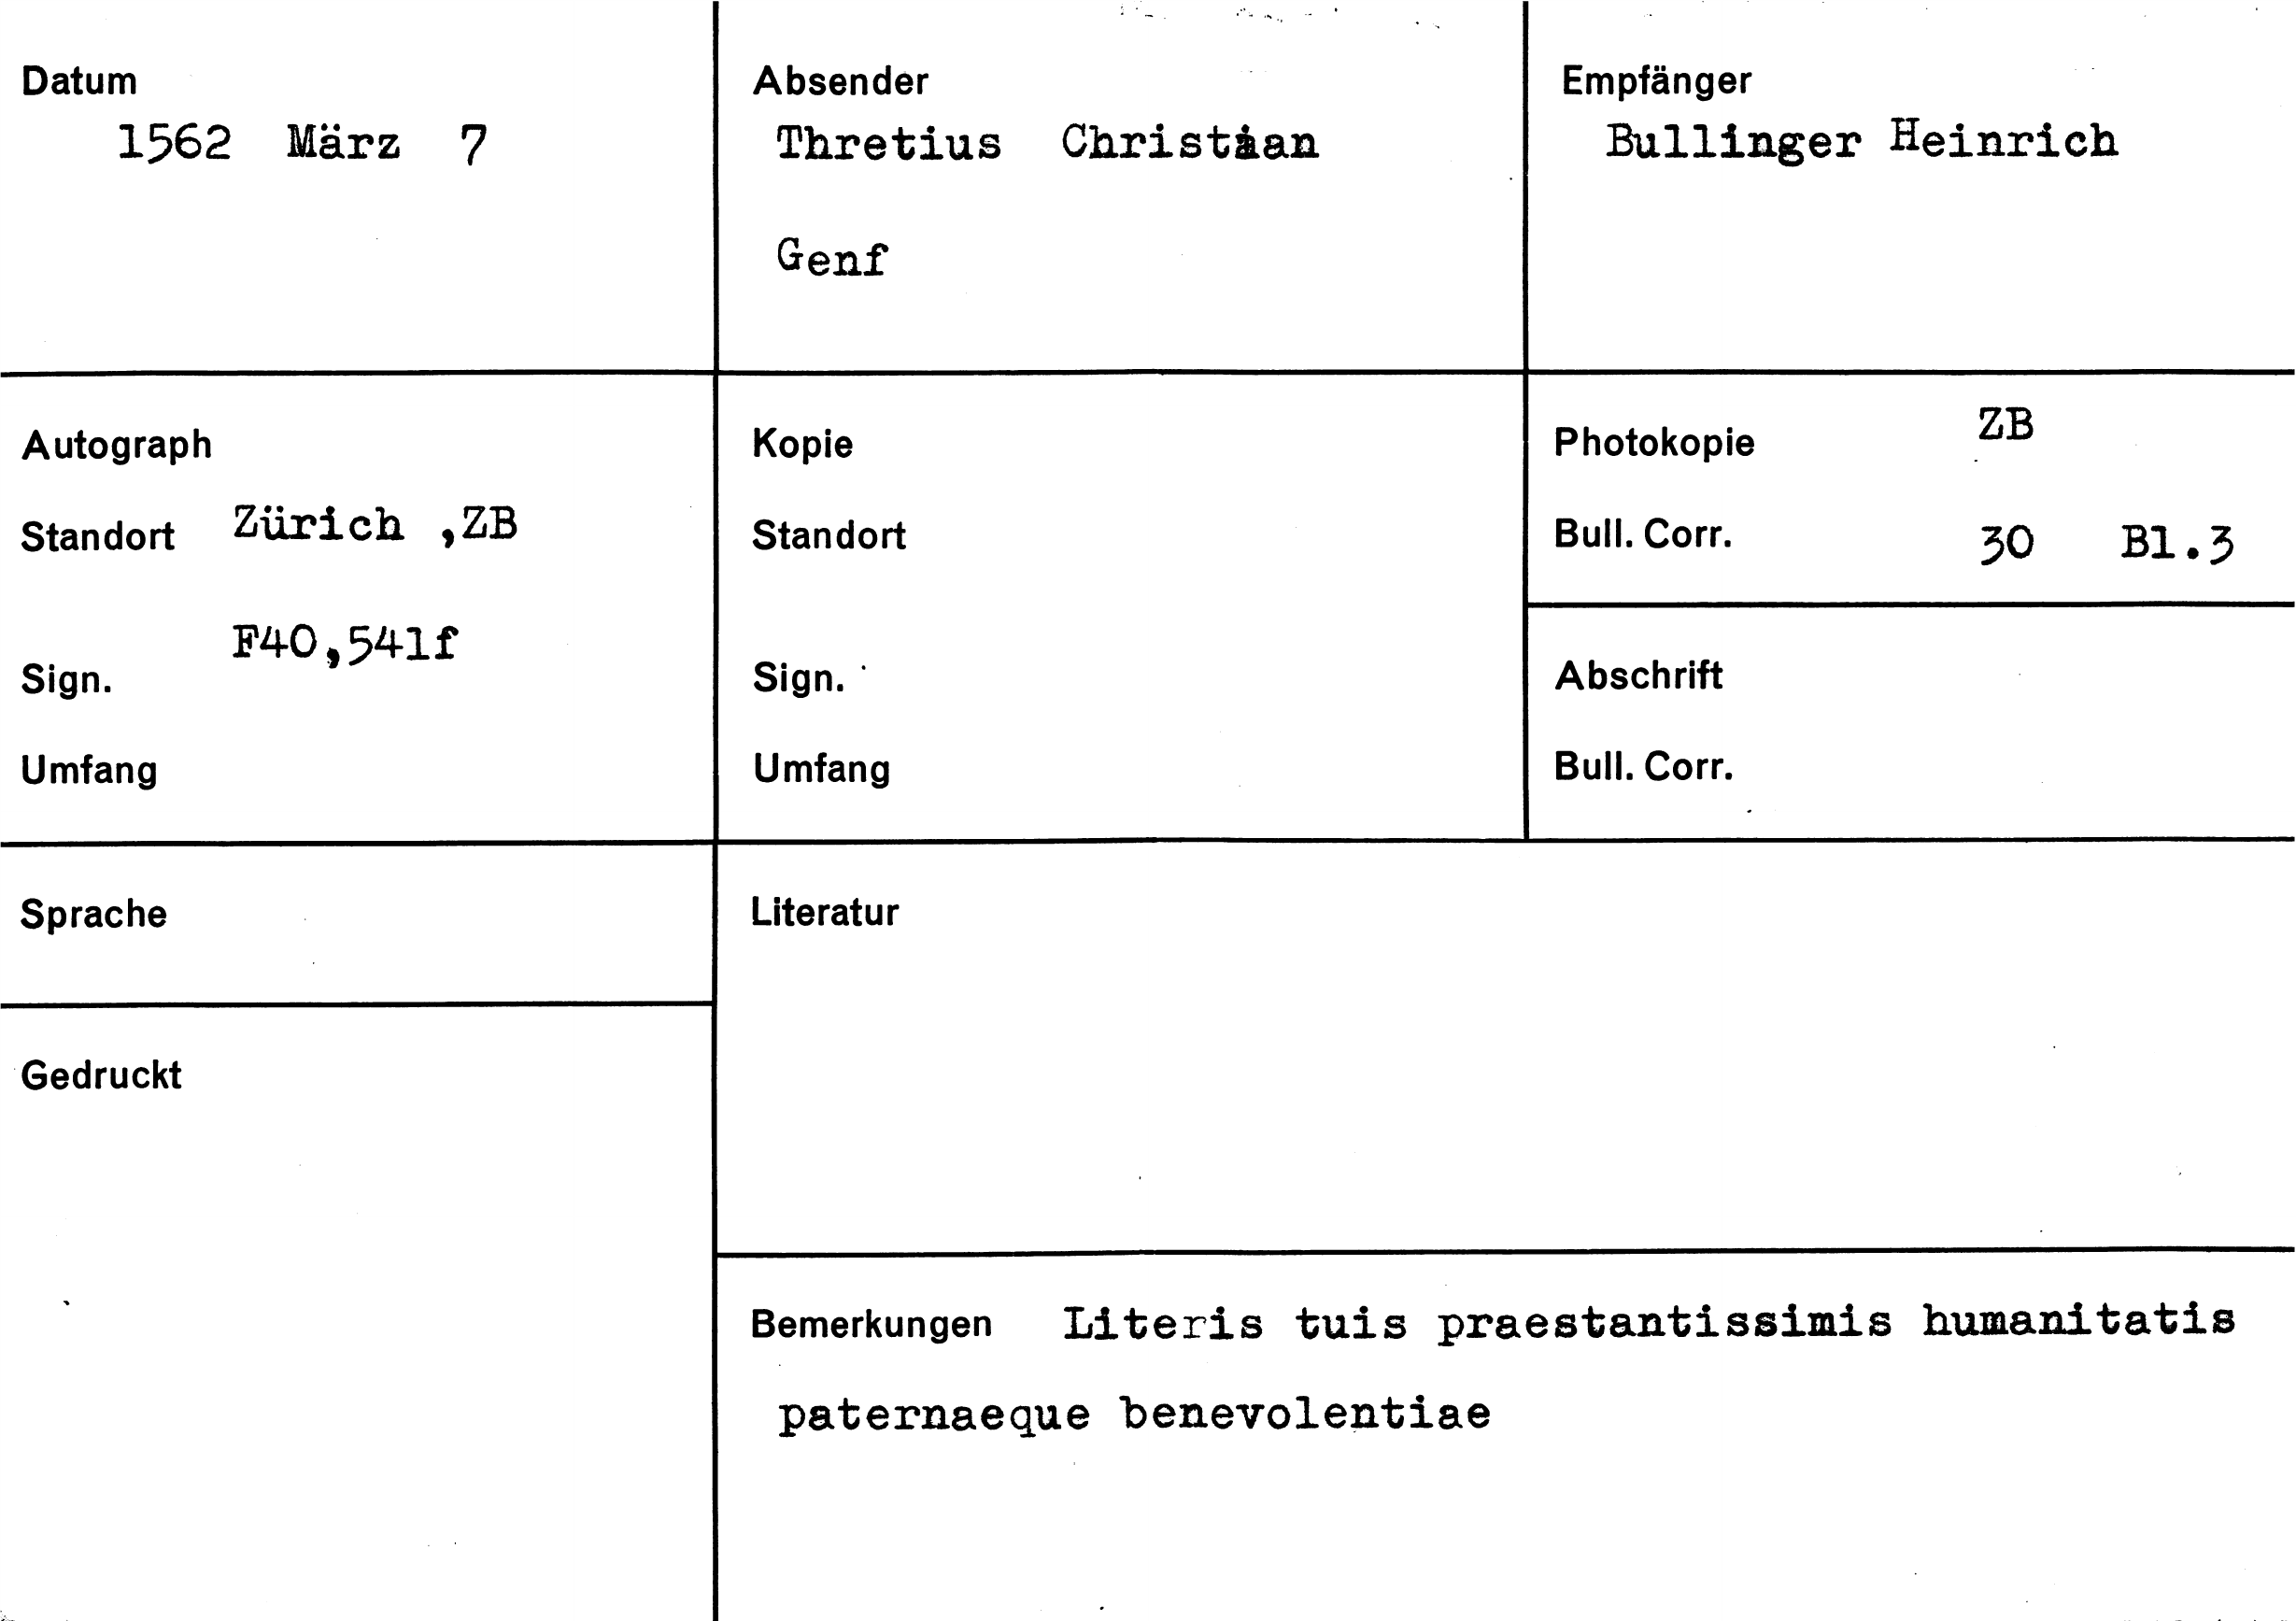 Datum
1562 März 7
Absender
Thretius Christian
Genf
Empfänger
Bullinger Heinrich
Autograph
Standort Zürich ,ZB
Sign. F40,541f
Umfang
Kopie
Standort
Sign.
Umfang
Photokopie ZB
Bull. Corr. 30 Bl.3
Abschrift
Bull. Corr.
Sprache
Literatur
Gedruckt
Bemerkungen Literis tuis praestantissimis humanitatis
paternaeque benevolentiae